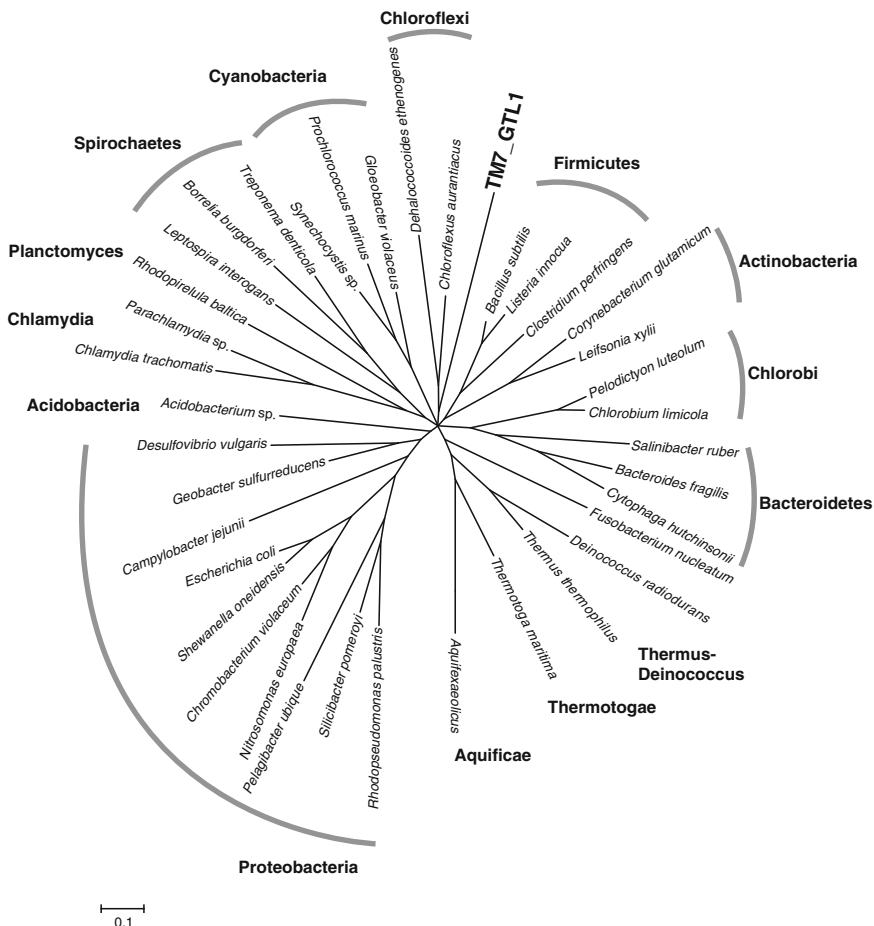 Chloroflexi
Cyanobacteria
Spirochaetes
Planctomyces
Chlamydia
Acidobacteria
Proteobacteria
Aquificae
Thermotogae
Thermus-
Deinococcus
Bacteroidetes
Chlorobi
Actinobacteria
Firmicutes
TM7_GTL1
Dehalococcoides ethenogenes
Chloroflexus aurantiacus
Gloeobacter violaceus
Prochlorococcus marinus
Synechocystis sp.
Treponema denticola
Borrelia burgdorferi
Leptospira interogans
Rhodopirelula baltica
Parachlamydia sp.
Chlamydia trachomatis
Acidobacterium sp.
Desulfovibrio vulgaris
Geobacter sulfurreducens
Campylobacter jejunii
Escherichia coli
Shewanella oneidensis
Chromobacterium violaceum
Nitrosomonas europaea
Pelagibacter ubique
Silicibacter pomeroyi
Rhodopseudomonas palustris
Aquifexaeolicus
Thermotoga maritima
Thermus thermophilus
Deinococcus radiodurans
Fusobacterium nucleatum
Cytophaga hutchinsonii
Bacteroides fragilis
Salinibacter ruber
Chlorobium limicola
Pelodictyon luteolum
Leifsonia xylii
Corynebacterium glutamicum
Clostridium perfringens
Listeria innocua
Bacillus subtilis
0.1